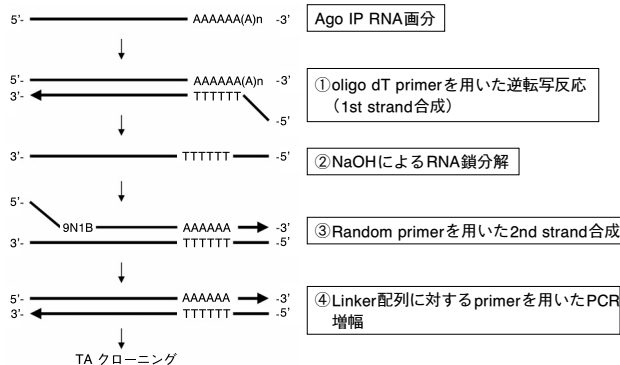 5'-
AAAAAA(A)n
-3'
Ago IP RNA画分
5'-
AAAAAA(A)n
-3'
3'-
TTTTTT
-5'
①oligo dT primerを用いた逆転写反応
（1st strand合成）
3'-
TTTTTT
-5'
②NaOHによるRNA鎖分解
5'-
9N1B
AAAAAA
-3'
3'-
TTTTTT
-5'
③Random primerを用いた2nd strand合成
5'-
AAAAAA
-3'
3'-
TTTTTT
-5'
④Linker配列に対するprimerを用いたPCR
増幅
TA クローニング